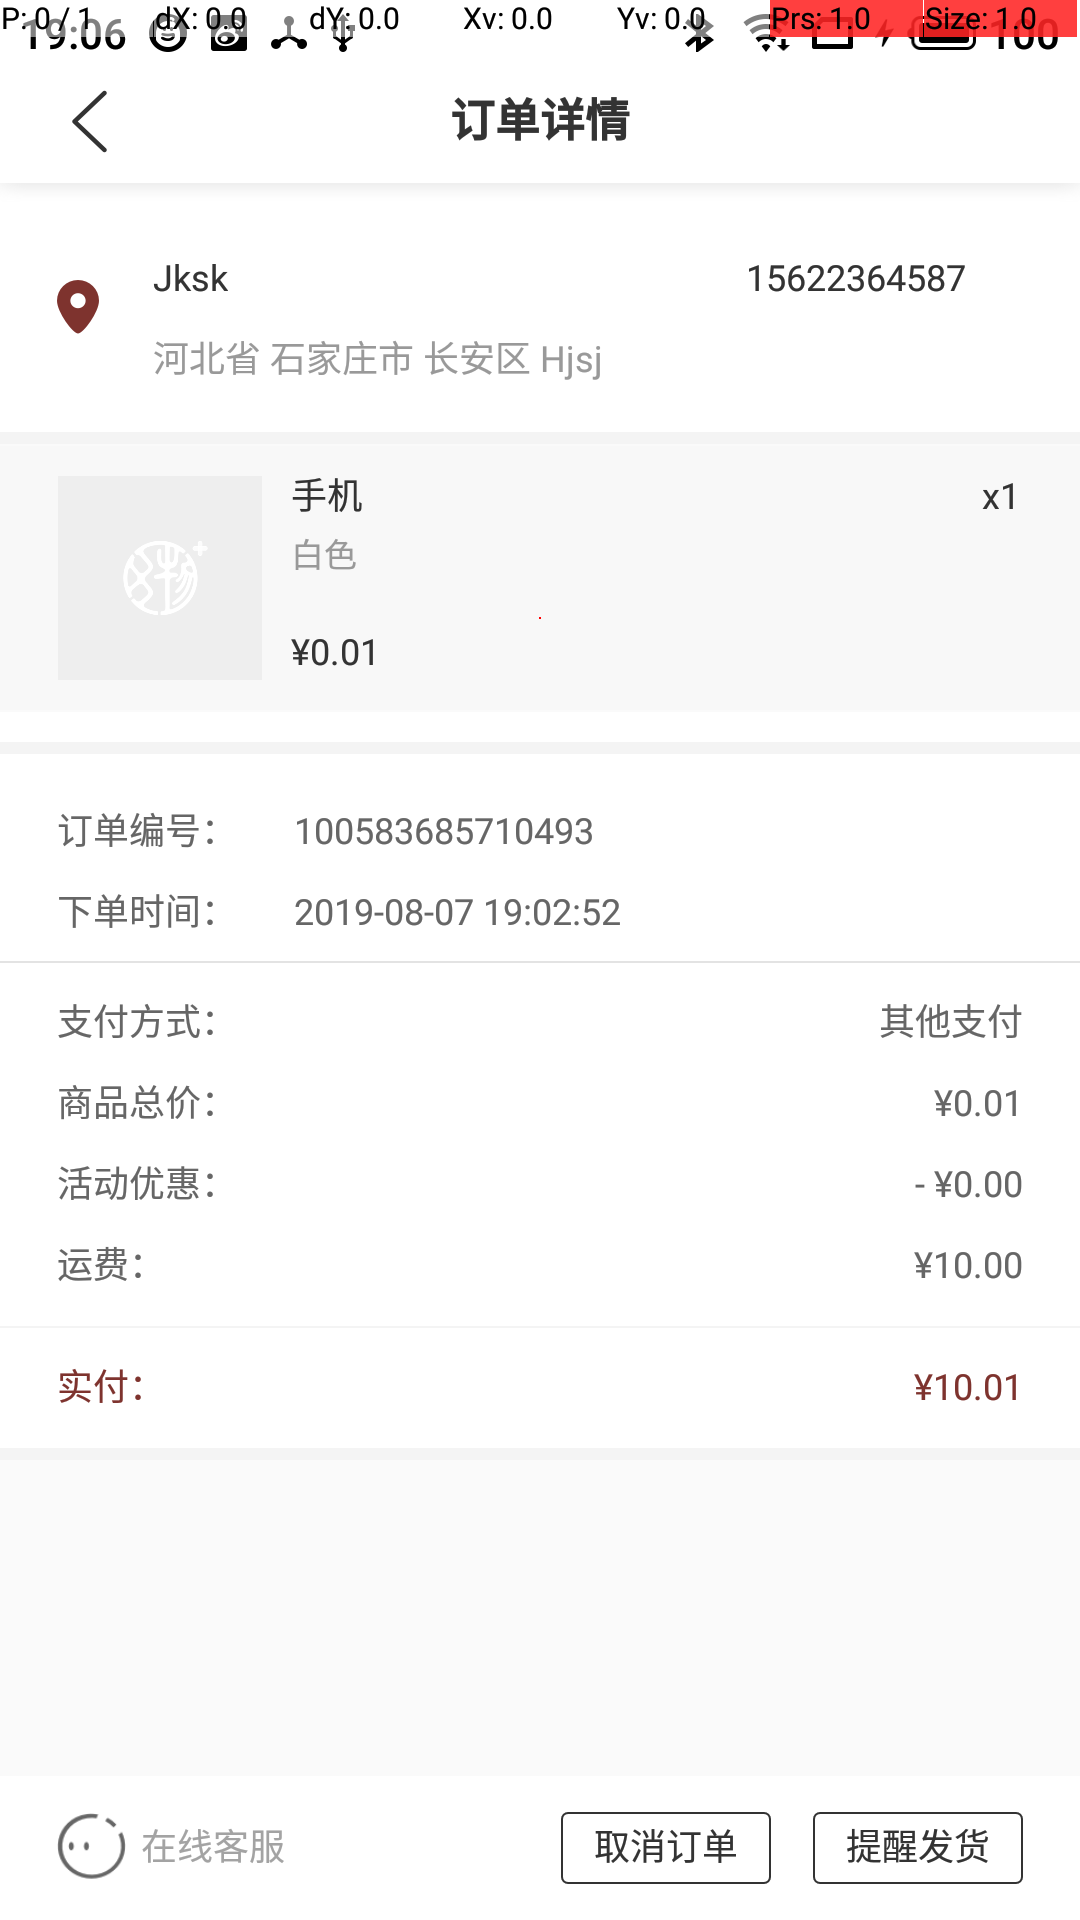 P: 0 / 1 dX: 0.0 dY: 0.0 Xv: 0.0 Yv: 0.0 Prs: 1.0 Size: 1.0
19:06 100
订单详情
Jksk 15622364587
河北省 石家庄市 长安区 Hjsj
手机 x1
白色
¥0.01
订单编号： 100583685710493
下单时间： 2019-08-07 19:02:52
支付方式： 其他支付
商品总价： ¥0.01
活动优惠： - ¥0.00
运费： ¥10.00
实付： ¥10.01
在线客服 取消订单 提醒发货